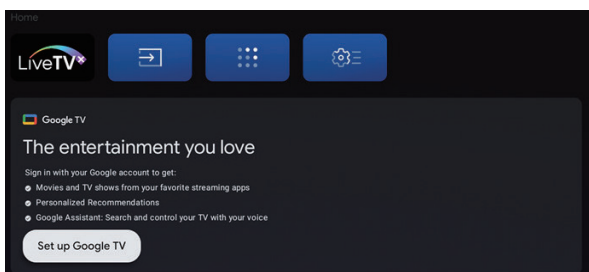 Home
LiveTVx
Google TV
The entertainment you love
Sign in with your Google account to get:
Movies and TV shows from your favorite streaming apps
Personalized Recommendations
Google Assistant: Search and control your TV with your voice
Set up Google TV